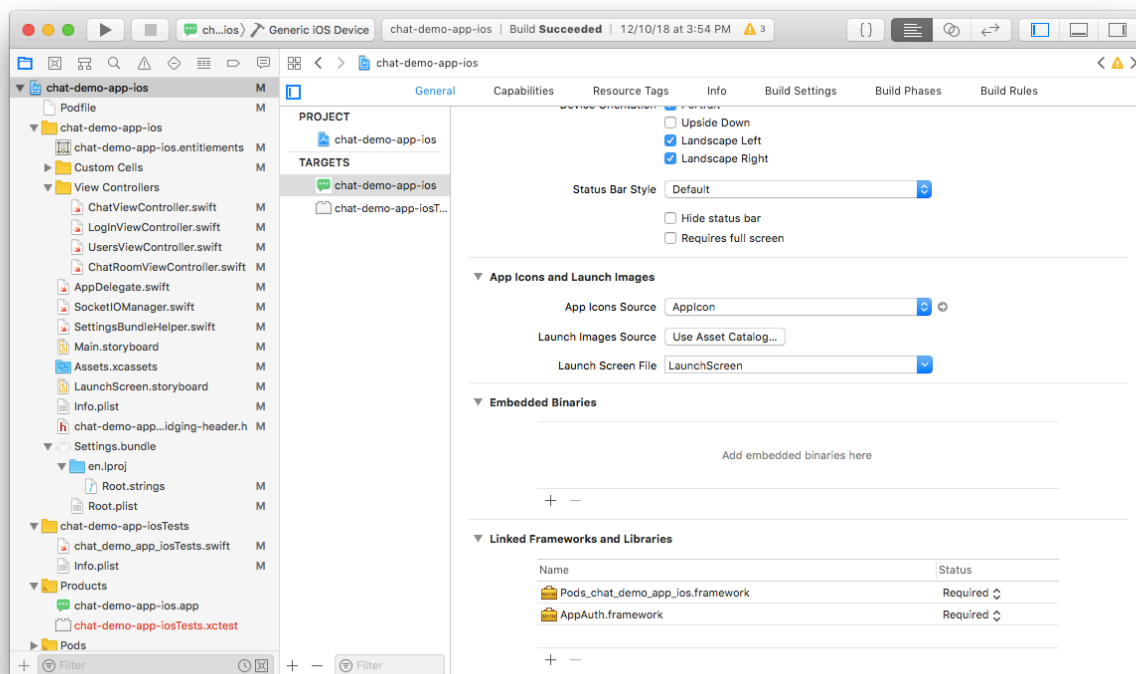 ch...ios) Generic iOS Device
chat-demo-app-ios | Build Succeeded | 12/10/18 at 3:54 PM 3
{ }
chat-demo-app-ios
chat-demo-app-ios M
Podfile M
chat-demo-app-ios
chat-demo-app-ios.entitlements M
Custom Cells M
View Controllers
ChatViewController.swift M
LogInViewController.swift M
UsersViewController.swift M
ChatRoomViewController.swift M
AppDelegate.swift M
SocketIOManager.swift M
SettingsBundleHelper.swift M
Main.storyboard M
Assets.xcassets M
LaunchScreen.storyboard M
Info.plist M
h chat-demo-app...idging-header.h M
Settings.bundle
en.lproj
Root.strings M
Root.plist M
chat-demo-app-iosTests
chat_demo_app_iosTests.swift M
Info.plist M
Products
chat-demo-app-ios.app
chat-demo-app-iosTests.xctest
Pods
Filter
General Capabilities Resource Tags Info Build Settings Build Phases Build Rules
PROJECT
chat-demo-app-ios
TARGETS
chat-demo-app-ios
chat-demo-app-iosT...
Filter
Device Orientation Portrait
Upside Down
Landscape Left
Landscape Right
Status Bar Style Default
Hide status bar
Requires full screen
App Icons and Launch Images
App Icons Source AppIcon
Launch Images Source Use Asset Catalog...
Launch Screen File LaunchScreen
Embedded Binaries
Add embedded binaries here
Linked Frameworks and Libraries
Name Status
Pods_chat_demo_app_ios.framework Required
AppAuth.framework Required